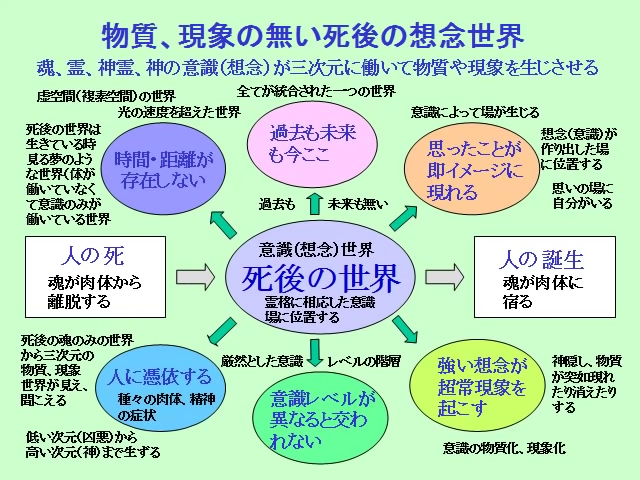 物質、現象の無い死後の想念世界
魂、霊、神霊、神の意識(想念)が三次元に働いて物質や現象を生じさせる
虚空間(複素空間)の世界
光の速度を超えた世界
死後の世界は
生きている時
見る夢のよう
な世界(体が
働いていなく
て意識のみが
働いている世界
時間・距離が
存在しない
全てが統合された一つの世界
過去も未来
も今ここ
過去も
未来も無い
意識によって場が生じる
思ったことが
即イメージに
現れる
想念(意識)が
作り出した場
に位置する
思いの場に
自分がいる
人の死
魂が肉体から
離脱する
意識(想念)世界
死後の世界
霊格に相応した意識
場に位置する
人の誕生
魂が肉体に
宿る
死後の魂のみの世界
から三次元の
物質、現象
世界が見え、
聞こえる
人に憑依する
種々の肉体、精神
の症状
低い次元(凶悪)から
高い次元(神)まで生ずる
厳然とした意識
レベルの階層
意識レベルが
異なると交わ
れない
強い想念が
超常現象を
起こす
神隠し、物質
が突如現れ
たり消えたり
する
意識の物質化、現象化